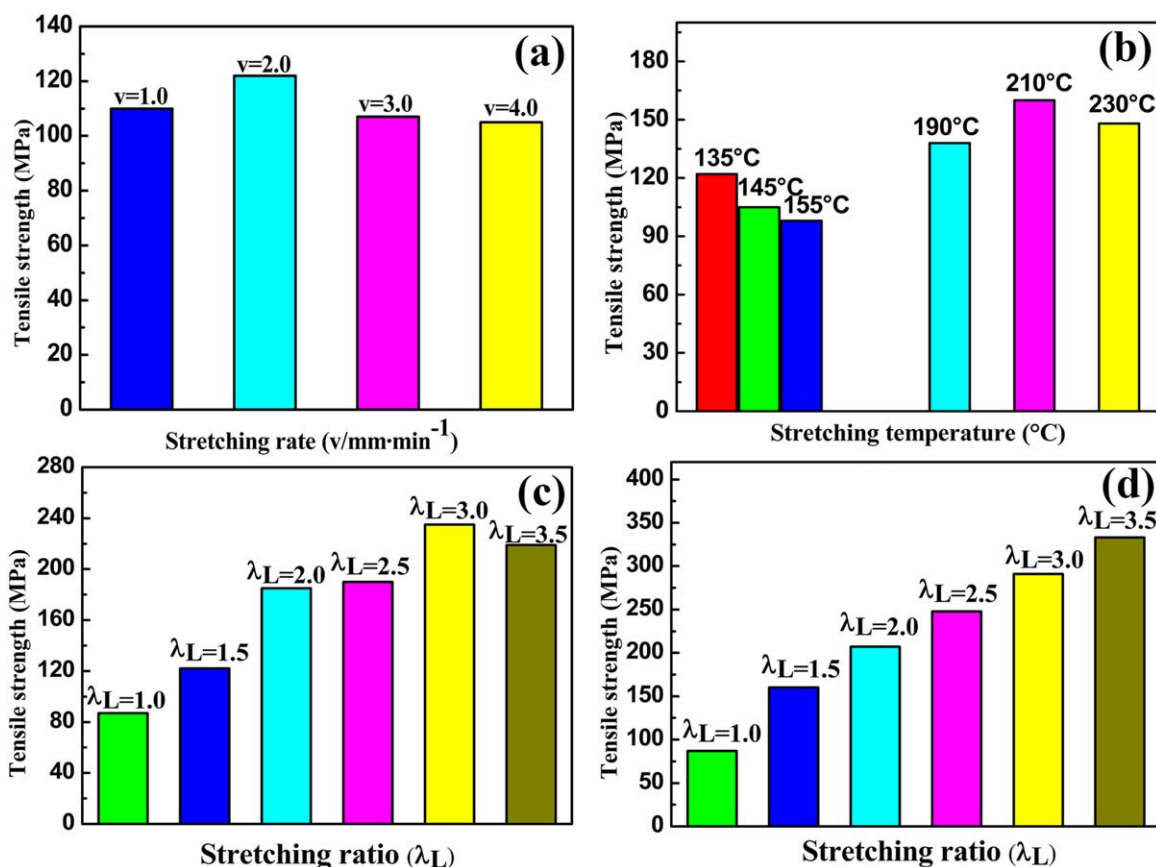 (a)
Tensile strength (MPa)
140
120
100
80
60
40
20
0
v=1.0
v=2.0
v=3.0
v=4.0
Stretching rate (v/mm·min⁻¹)
(b)
Tensile strength (MPa)
180
150
120
90
60
30
0
135°C
145°C
155°C
190°C
210°C
230°C
Stretching temperature (°C)
(c)
Tensile strength (MPa)
280
240
200
160
120
80
40
0
λL=1.0
λL=1.5
λL=2.0
λL=2.5
λL=3.0
λL=3.5
Stretching ratio (λL)
(d)
Tensile strength (MPa)
400
350
300
250
200
150
100
50
0
λL=1.0
λL=1.5
λL=2.0
λL=2.5
λL=3.0
λL=3.5
Stretching ratio (λL)